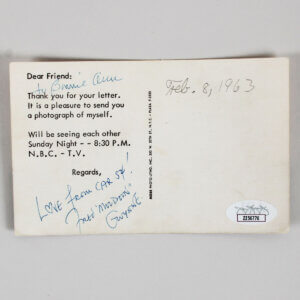 Dear Friend:
to Bonnie Ann
Thank you for your letter.
It is a pleasure to send you
a photograph of myself.
Will be seeing each other
Sunday Night -- 8:30 P.M.
N.B.C. - T.V.
Regards,
Love from CAR 54!
Fred "Muldoon"
Gwynne
Feb. 8, 1963